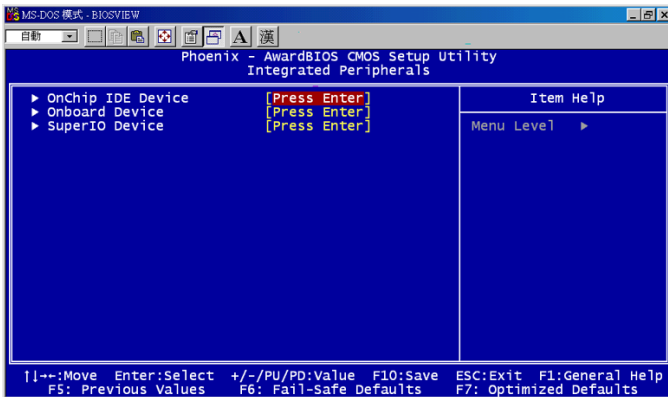 MS-DOS 模式 - BIOSVIEW
自動 A 漢
Phoenix - AwardBIOS CMOS Setup Utility
Integrated Peripherals
▶ OnChip IDE Device [Press Enter]
▶ Onboard Device [Press Enter]
▶ SuperIO Device [Press Enter]
Item Help
Menu Level ▶
↑↓→←:Move Enter:Select +/-/PU/PD:Value F10:Save ESC:Exit F1:General Help
F5: Previous Values F6: Fail-Safe Defaults F7: Optimized Defaults